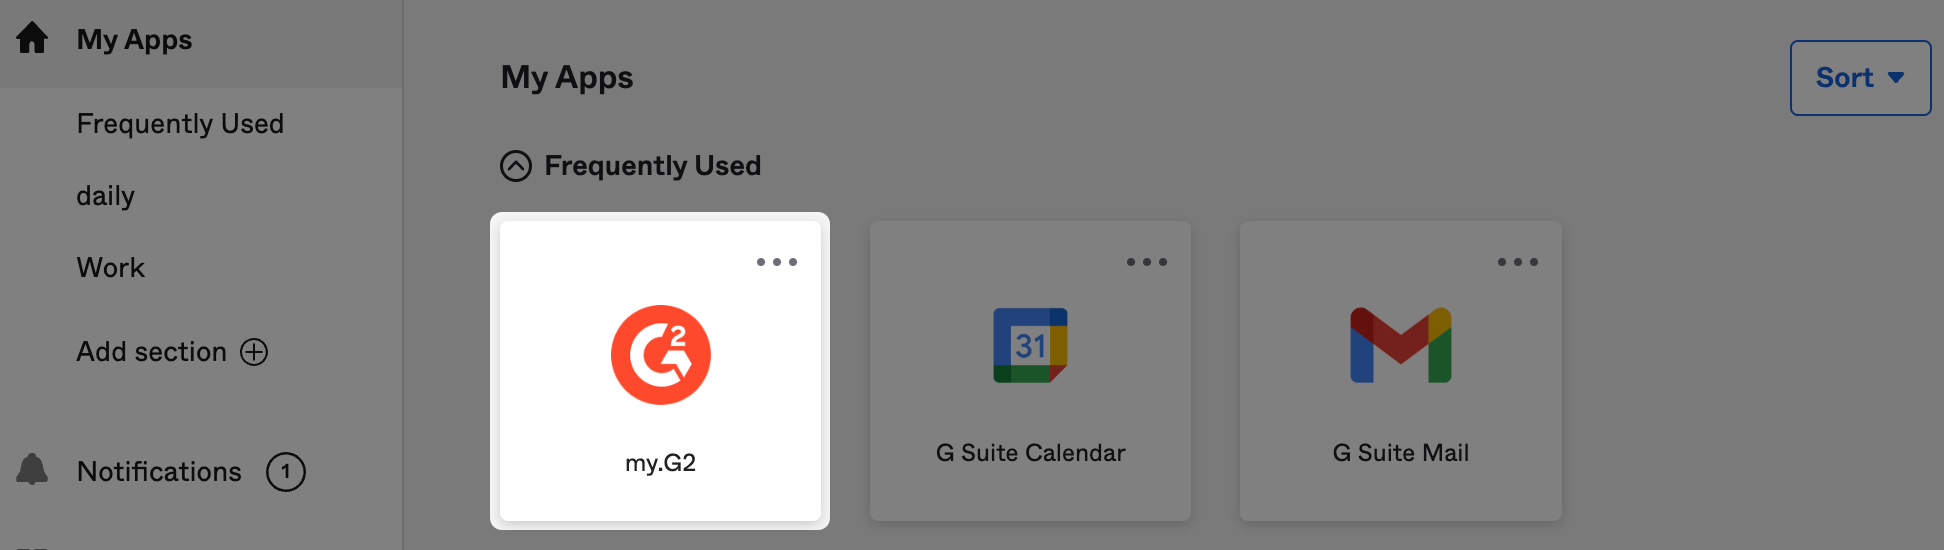 My Apps
Frequently Used
daily
Work
Add section
Notifications 1
My Apps
Sort
Frequently Used
G2
my.G2
31
G Suite Calendar
G Suite Mail